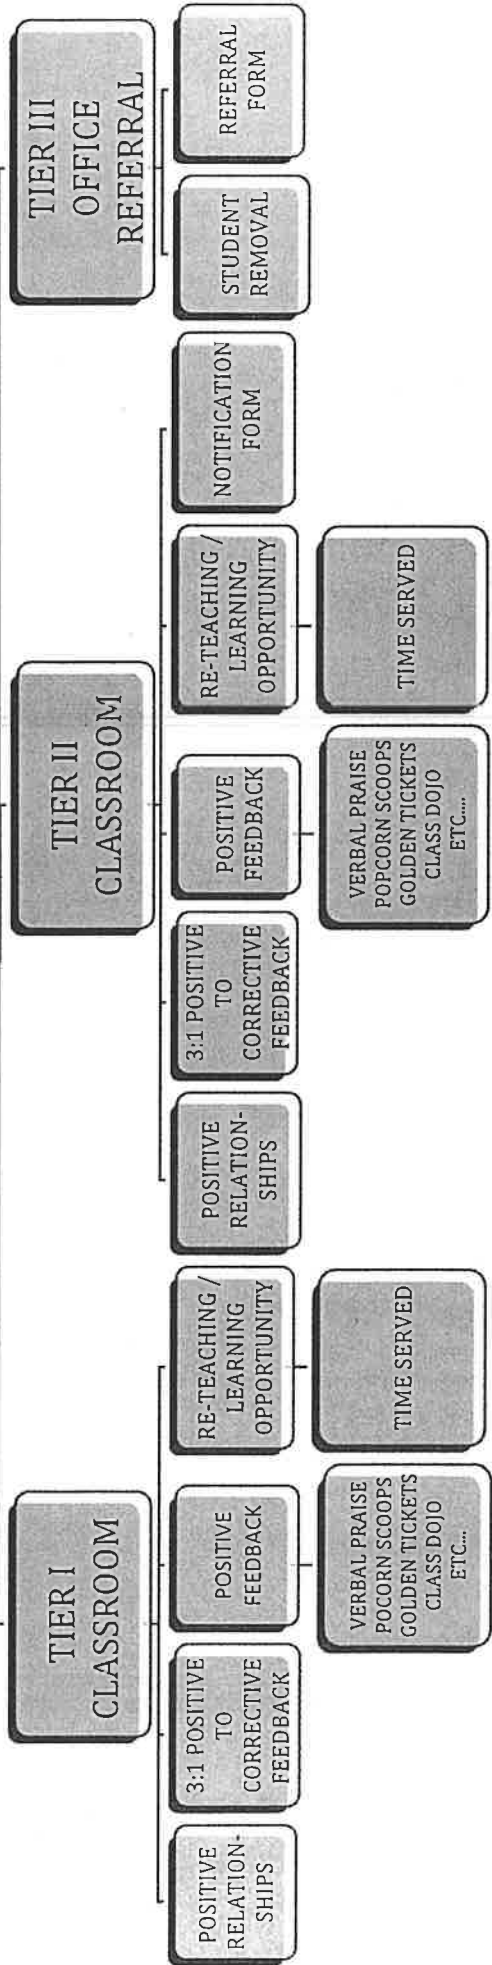 TIER I
CLASSROOM
POSITIVE
RELATION-
SHIPS
3:1 POSITIVE
TO
CORRECTIVE
FEEDBACK
POSITIVE
FEEDBACK
VERBAL PRAISE
POCORN SCOOPS
GOLDEN TICKETS
CLASS DOJO
ETC....
RE-TEACHING /
LEARNING
OPPORTUNITY
TIME SERVED
TIER II
CLASSROOM
POSITIVE
RELATION-
SHIPS
3:1 POSITIVE
TO
CORRECTIVE
FEEDBACK
POSITIVE
FEEDBACK
VERBAL PRAISE
POPCORN SCOOPS
GOLDEN TICKETS
CLASS DOJO
ETC....
RE-TEACHING /
LEARNING
OPPORTUNITY
TIME SERVED
NOTIFICATION
FORM
TIER III
OFFICE
REFERRAL
STUDENT
REMOVAL
REFERRAL
FORM